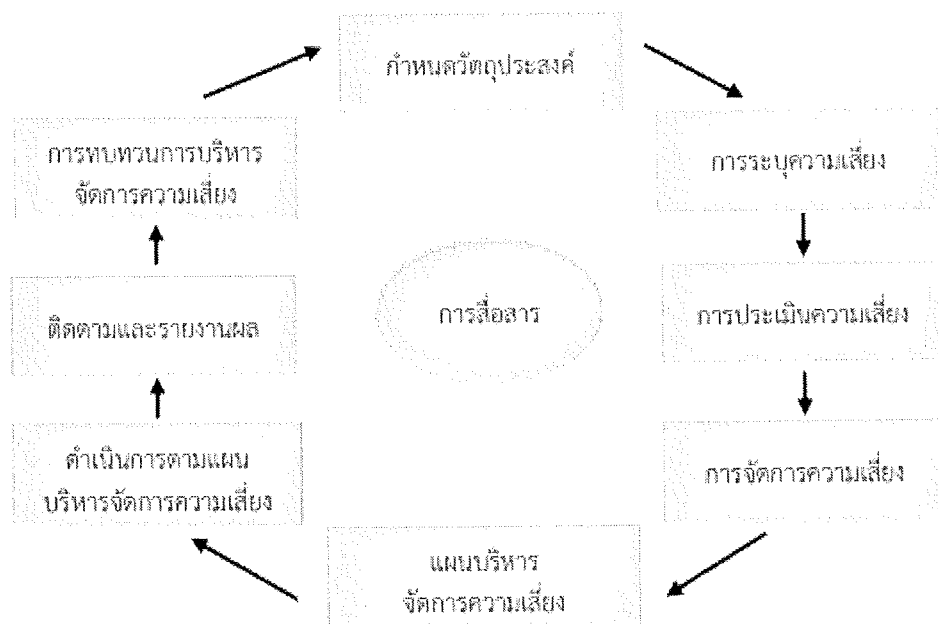 กำหนดวัตถุประสงค์
การระบุความเสี่ยง
การประเมินความเสี่ยง
การจัดการความเสี่ยง
แผนบริหาร
จัดการความเสี่ยง
ดำเนินการตามแผน
บริหารจัดการความเสี่ยง
ติดตามและรายงานผล
การทบทวนการบริหาร
จัดการความเสี่ยง
การสื่อสาร